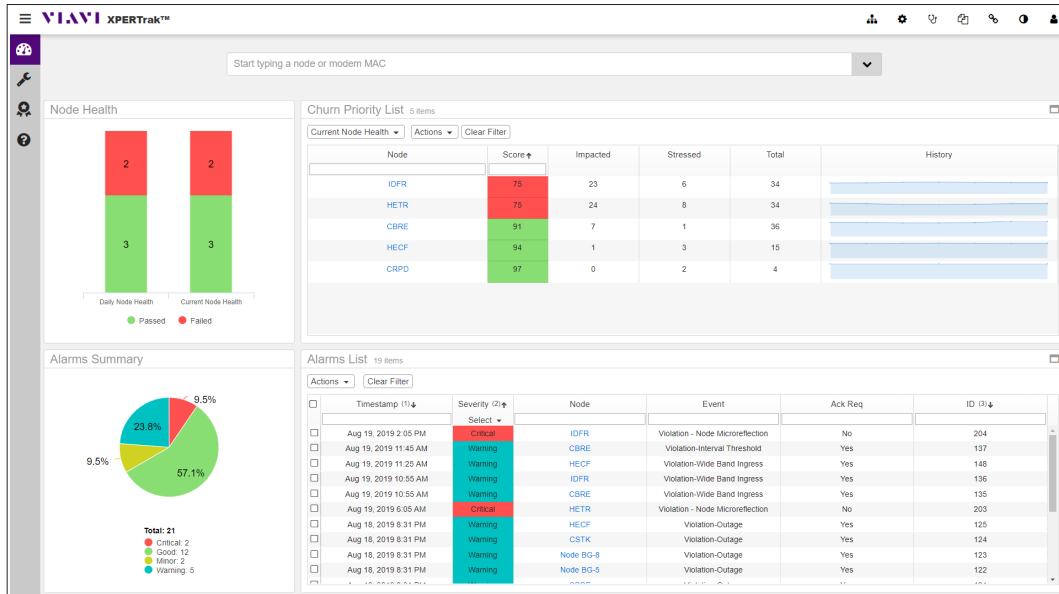 VIAVI XPERTrak™
Start typing a node or modem MAC
Node Health
2
2
3
3
Daily Node Health Current Node Health
Passed Failed
Churn Priority List 5 items
Current Node Health Actions Clear Filter
Node Score Impacted Stressed Total History
IDFR 75 23 6 34
HETR 75 24 8 34
CBRE 91 7 1 36
HECF 94 1 3 15
CRPD 97 0 2 4
Alarms Summary
9.5%
23.8%
9.5%
57.1%
Total: 21
Critical: 2
Good: 12
Minor: 2
Warning: 5
Alarms List 19 items
Actions Clear Filter
Timestamp (1) Severity (2) Node Event Ack Req ID (3)
Select
Aug 19, 2019 2:05 PM Critical IDFR Violation - Node Microreflection No 204
Aug 19, 2019 11:45 AM Warning CBRE Violation-Interval Threshold Yes 137
Aug 19, 2019 11:25 AM Warning HECF Violation-Wide Band Ingress Yes 148
Aug 19, 2019 10:55 AM Warning IDFR Violation-Wide Band Ingress Yes 136
Aug 19, 2019 10:55 AM Warning CBRE Violation-Wide Band Ingress Yes 135
Aug 19, 2019 6:05 AM Critical HETR Violation - Node Microreflection No 203
Aug 18, 2019 8:31 PM Warning HECF Violation-Outage Yes 125
Aug 18, 2019 8:31 PM Warning CSTK Violation-Outage Yes 124
Aug 18, 2019 8:31 PM Warning Node BG-8 Violation-Outage Yes 123
Aug 18, 2019 8:31 PM Warning Node BG-5 Violation-Outage Yes 122